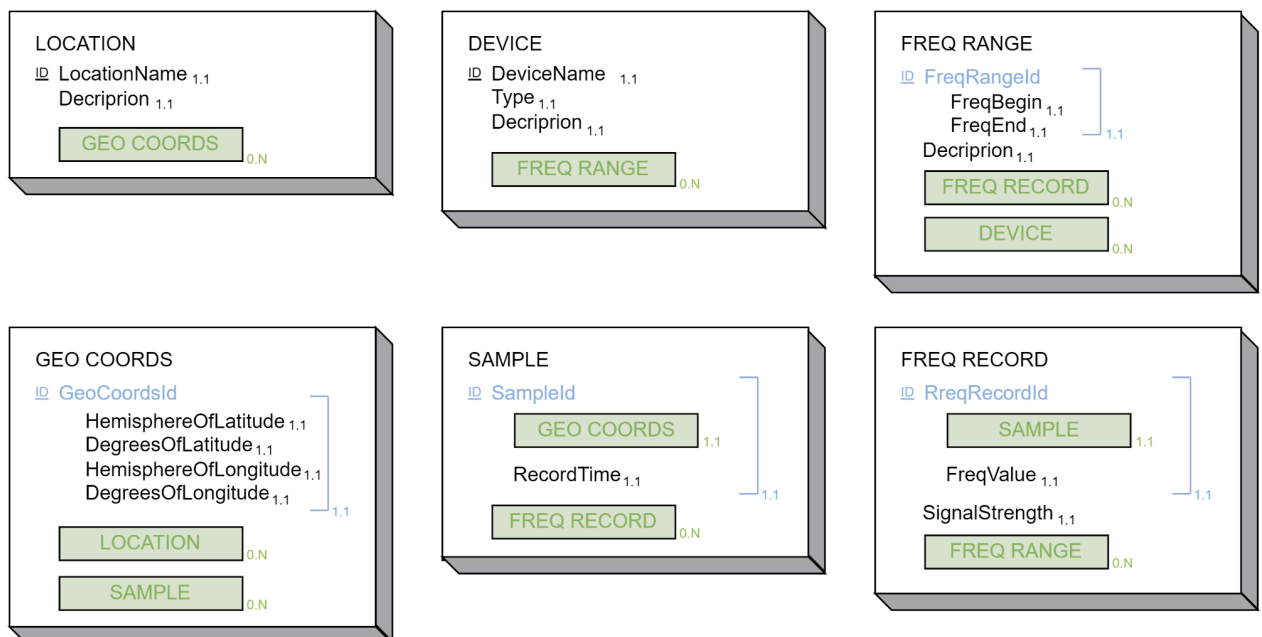 LOCATION
ID LocationName 1.1
Decriprion 1.1
GEO COORDS 0.N
DEVICE
ID DeviceName 1.1
Type 1.1
Decriprion 1.1
FREQ RANGE 0.N
FREQ RANGE
ID FreqRangeId
FreqBegin 1.1
FreqEnd 1.1 1.1
Decriprion 1.1
FREQ RECORD 0.N
DEVICE 0.N
GEO COORDS
ID GeoCoordsId
HemisphereOfLatitude 1.1
DegreesOfLatitude 1.1
HemisphereOfLongitude 1.1
DegreesOfLongitude 1.1 1.1
LOCATION 0.N
SAMPLE 0.N
SAMPLE
ID SampleId
GEO COORDS 1.1
RecordTime 1.1
1.1
FREQ RECORD 0.N
FREQ RECORD
ID RreqRecordId
SAMPLE 1.1
FreqValue 1.1
1.1
SignalStrength 1.1
FREQ RANGE 0.N